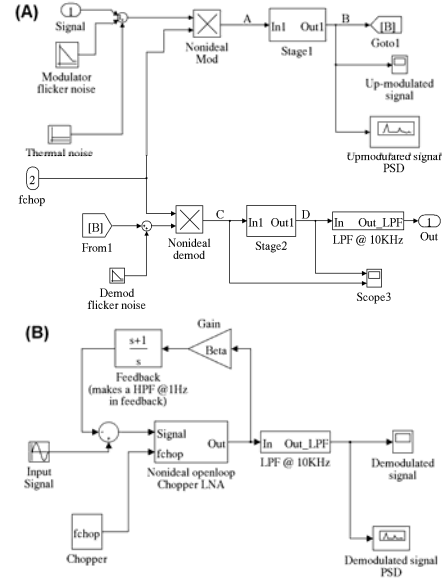 (A)
1
Signal
Modulator
flicker noise
Thermal noise
2
fchop
Nonideal
Mod
A
In1 Out1
Stage1
B
[B]
Goto1
Up-modulated
signal
Upmodulated signal
PSD
[B]
From1
Demod
flicker noise
Nonideal
demod
C
In1 Out1
Stage2
D
In Out_LPF
LPF @ 10KHz
1
Out
Scope3
(B)
Gain
Beta
s+1
s
Feedback
(makes a HPF @1Hz
in feedback)
Input
Signal
Signal
fchop
Out
Nonideal openloop
Chopper LNA
In Out_LPF
LPF @ 10KHz
Demodulated
signal
fchop
Chopper
Demodulated signal
PSD